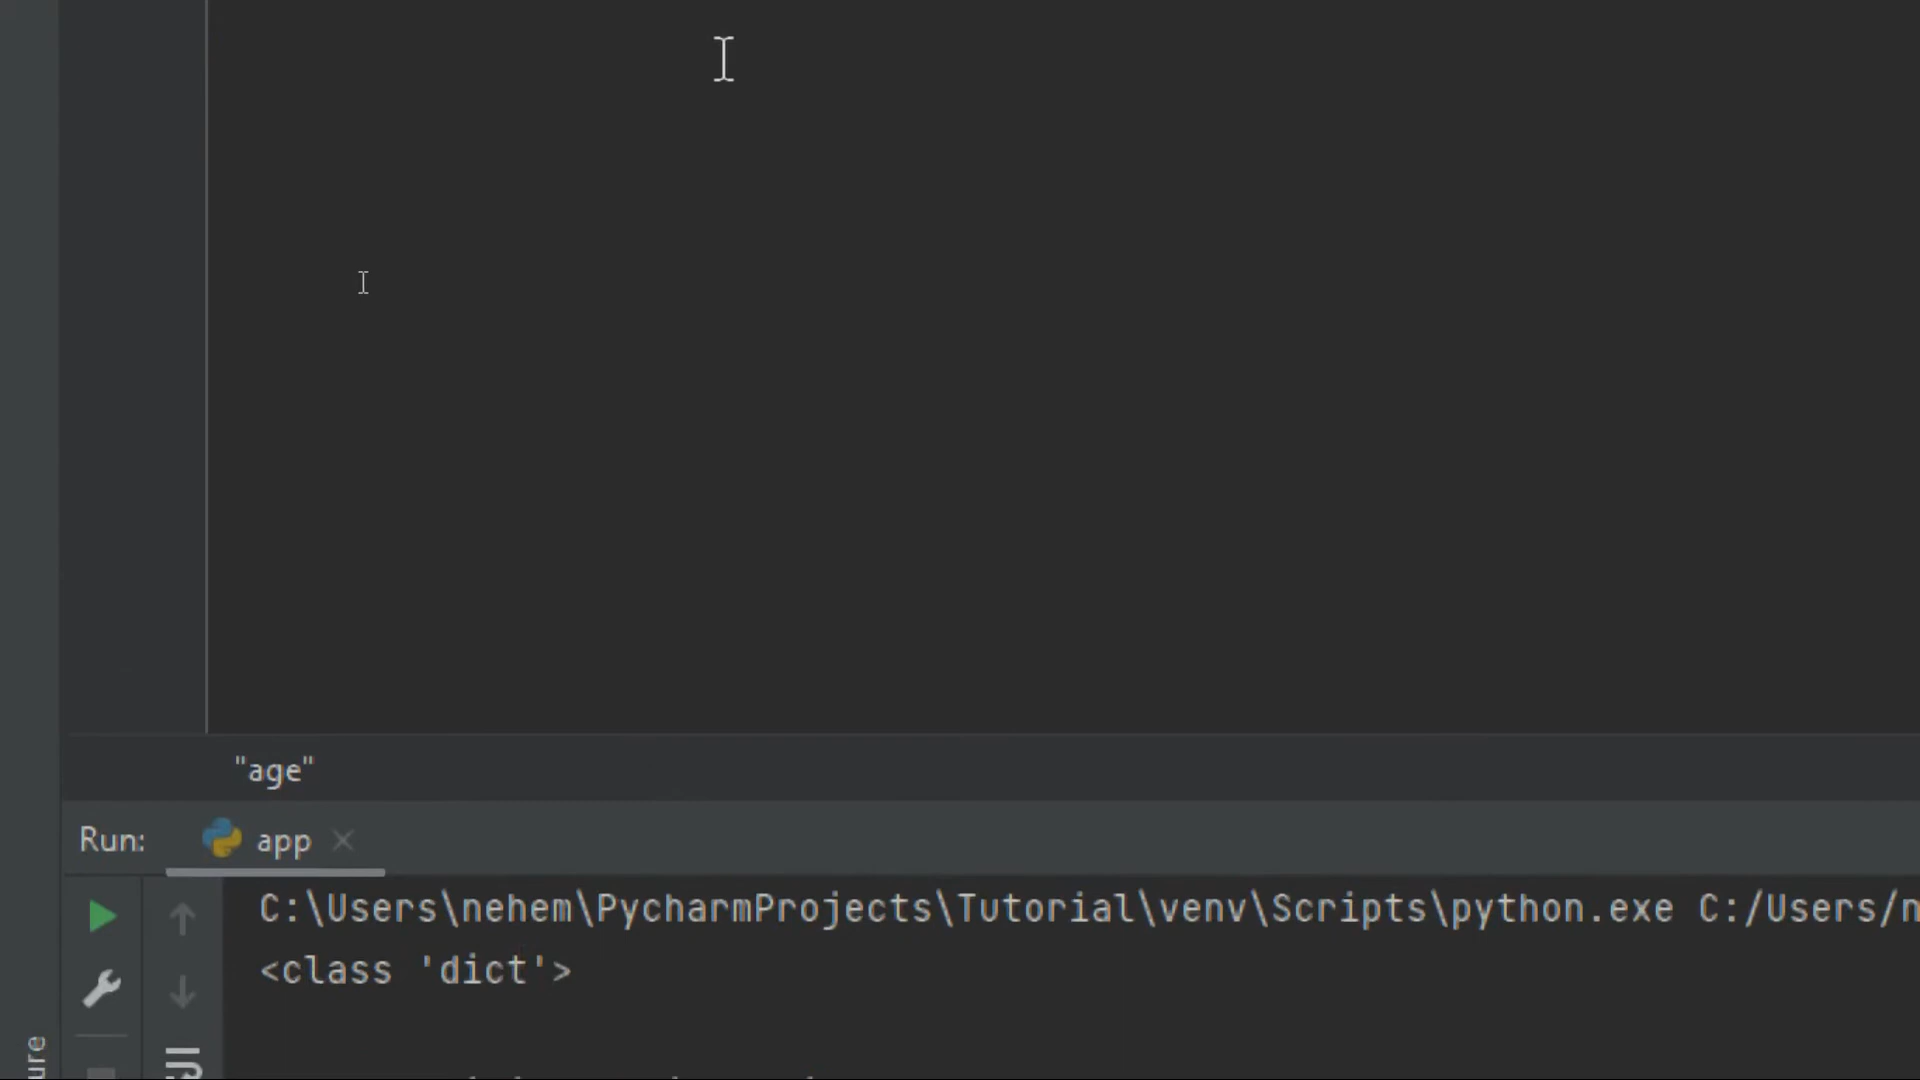 "age"
Run: app
C:\Users\nehem\PycharmProjects\Tutorial\venv\Scripts\python.exe C:/Users/
<class 'dict'>